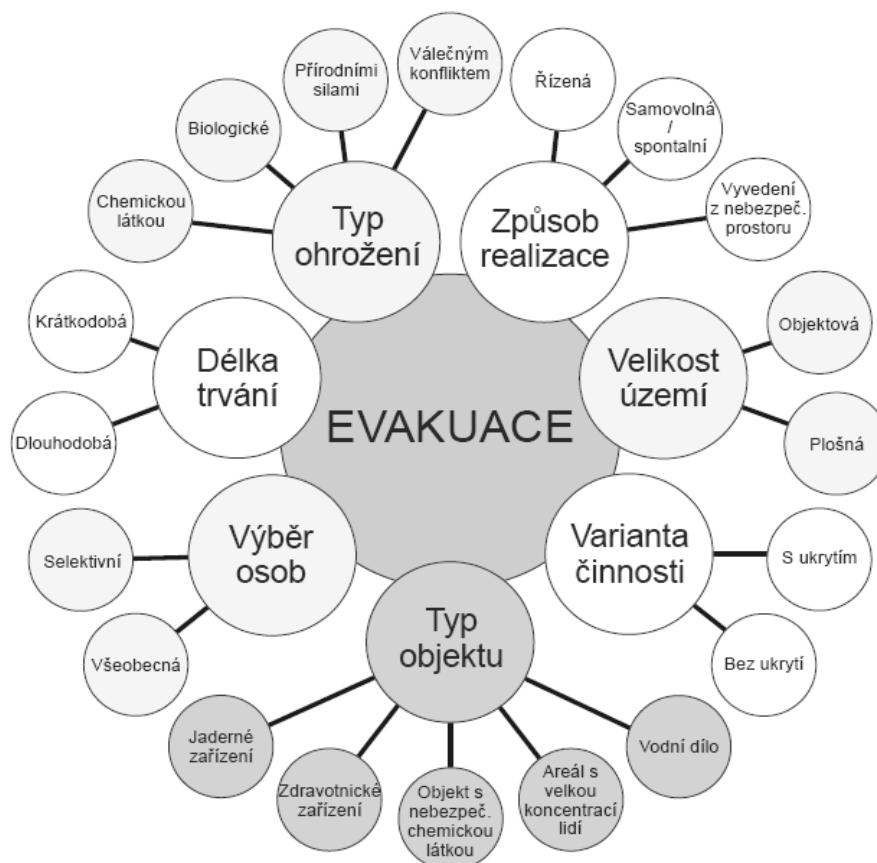 Válečným
konfliktem
Přírodními
silami
Řízená
Biologické
Samovolná
/
spontalní
Chemickou
látkou
Typ
ohrožení
Způsob
realizace
Vyvedení
z nebezpeč.
prostoru
Krátkodobá
Délka
trvání
Velikost
území
Objektová
EVAKUACE
Dlouhodobá
Plošná
Selektivní
Výběr
osob
Varianta
činnosti
S ukrytím
Všeobecná
Typ
objektu
Bez ukrytí
Jaderné
zařízení
Zdravotnické
zařízení
Objekt s
nebezpeč.
chemickou
látkou
Areál s
velkou
koncentrací
lidí
Vodní dílo